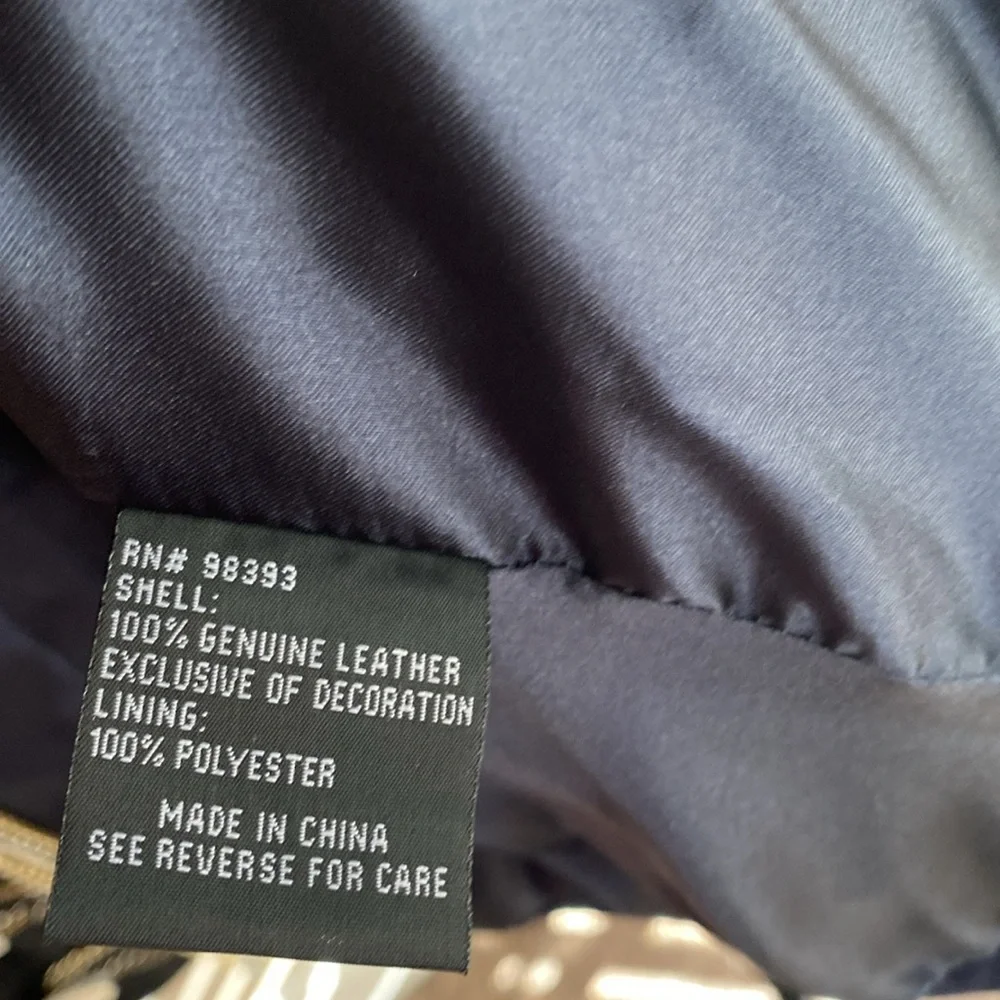 RN# 98393
SHELL:
100% GENUINE LEATHER
EXCLUSIVE OF DECORATION
LINING:
100% POLYESTER
MADE IN CHINA
SEE REVERSE FOR CARE